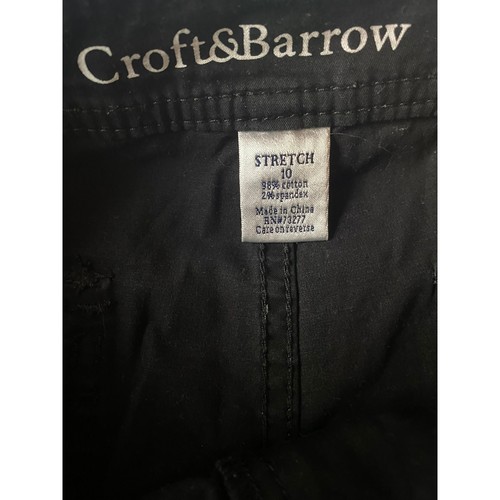 Croft&Barrow
STRETCH
10
98% cotton
2% spandex
Made in China
RN#73277
Care on reverse